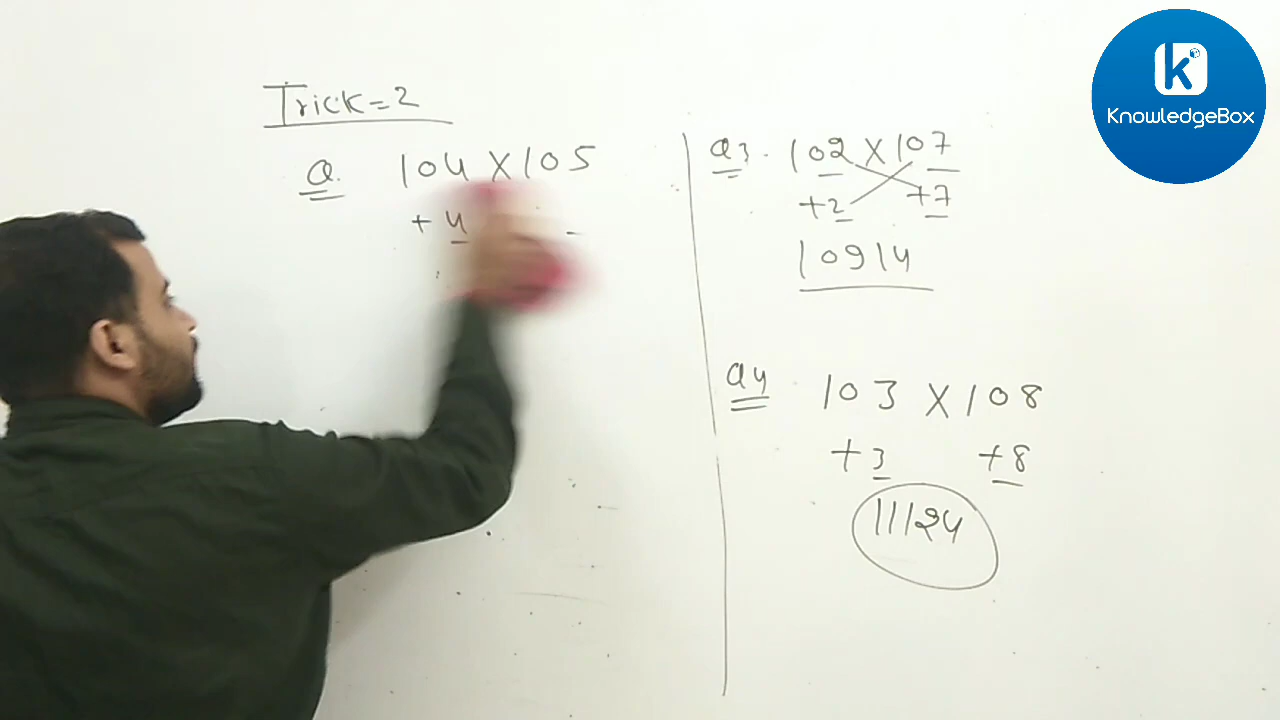 Trick=2
Q. 104 X 105
+ 4
Q3. 102 X 107
+2 +7
10914
Q4 103 X 108
+3 +8
11124
K
KnowledgeBox